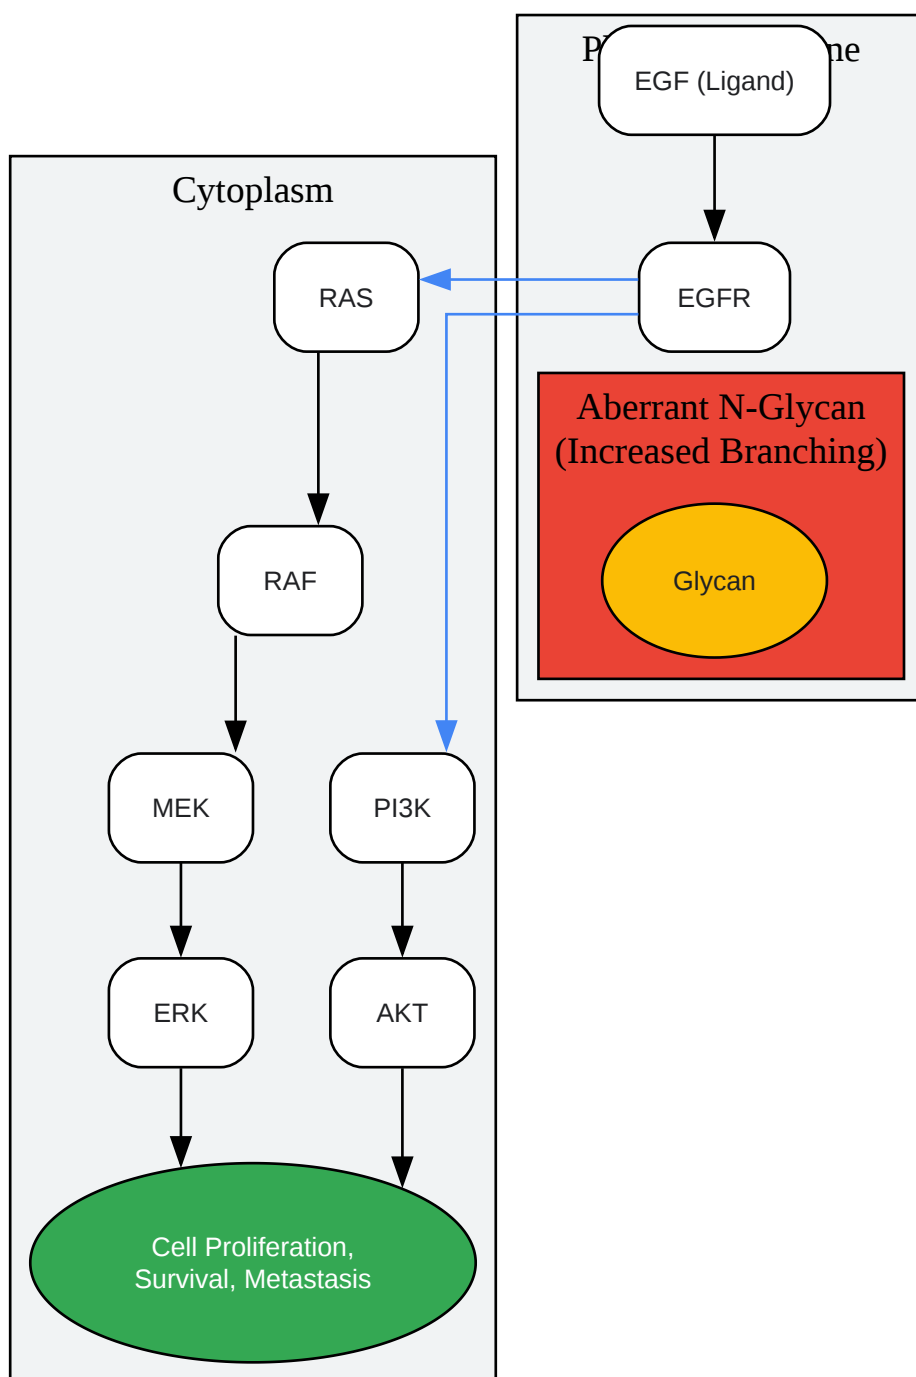 EGF (Ligand)
Cytoplasm
RAS
EGFR
Aberrant N-Glycan
(Increased Branching)
RAF
Glycan
MEK
PI3K
ERK
AKT
Cell Proliferation,
Survival, Metastasis